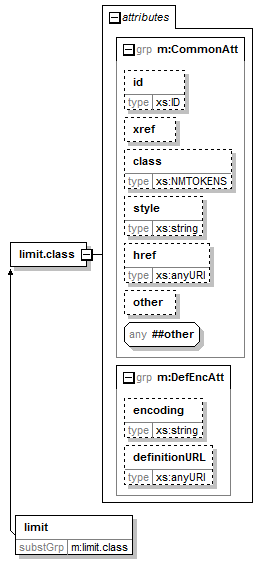 attributes
grp m:CommonAtt
id
type xs:ID
xref
class
type xs:NMTOKENS
style
type xs:string
limit.class
href
type xs:anyURI
other
any ##other
grp m:DefEncAtt
encoding
type xs:string
definitionURL
type xs:anyURI
limit
substGrp m:limit.class